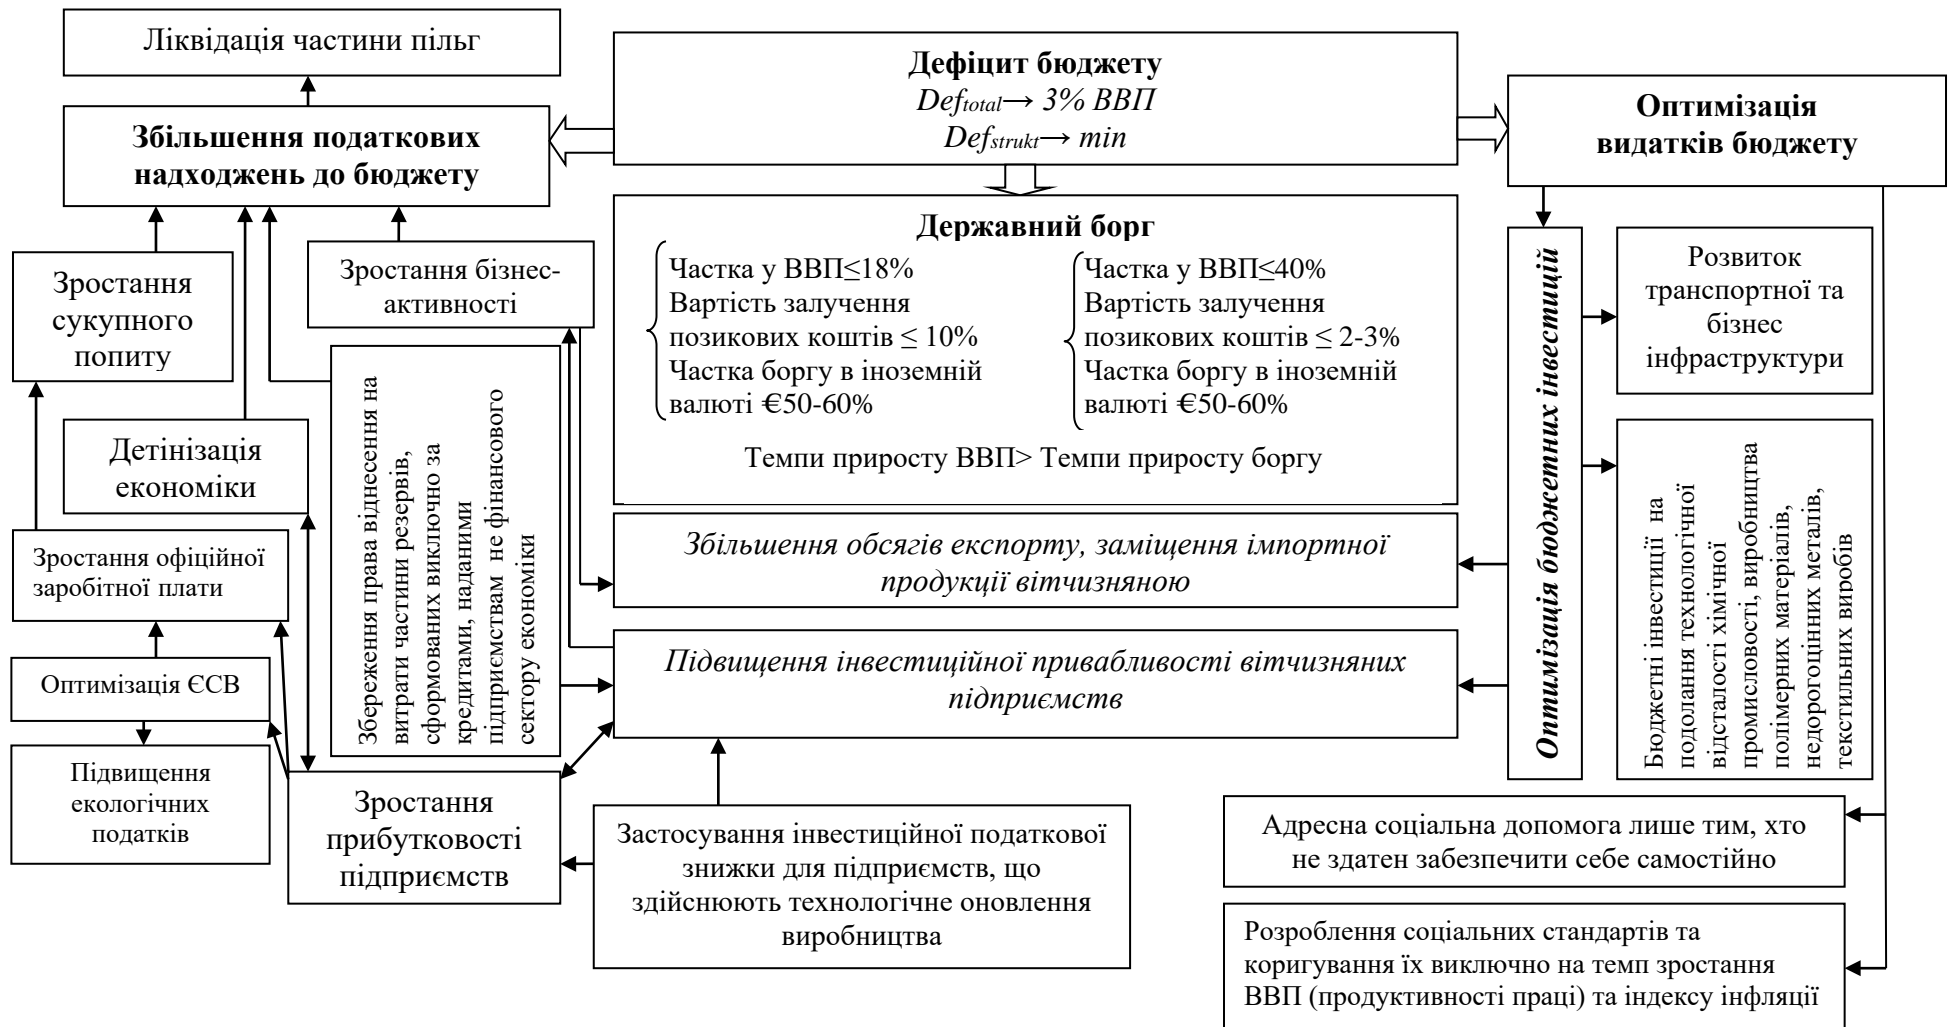 Ліквідація частини пільг
Дефіцит бюджету
Def_total→ 3% ВВП
Def_strukt→ min
Збільшення податкових
надходжень до бюджету
Оптимізація
видатків бюджету
Державний борг
Частка у ВВП≤18%
Вартість залучення
позикових коштів ≤ 10%
Частка боргу в іноземній
валюті €50-60%
Частка у ВВП≤40%
Вартість залучення
позикових коштів ≤ 2-3%
Частка боргу в іноземній
валюті €50-60%
Темпи приросту ВВП> Темпи приросту боргу
Зростання
сукупного
попиту
Зростання бізнес-
активності
Детінізація
економіки
Збереження права віднесення на
витрати частини резервів,
сформованих виключно за
кредитами, наданими
підприємствам не фінансового
сектору економіки
Зростання офіційної
заробітної плати
Оптимізація ЄСВ
Підвищення
екологічних
податків
Зростання
прибутковості
підприємств
Збільшення обсягів експорту, заміщення імпортної
продукції вітчизняною
Підвищення інвестиційної привабливості вітчизняних
підприємств
Застосування інвестиційної податкової
знижки для підприємств, що
здійснюють технологічне оновлення
виробництва
Оптимізація бюджетних інвестицій
Розвиток
транспортної та
бізнес
інфраструктури
Бюджетні інвестиції на
подолання технологічної
відсталості хімічної
промисловості, виробництва
полімерних матеріалів,
недорогоцінних металів,
текстильних виробів
Адресна соціальна допомога лише тим, хто
не здатен забезпечити себе самостійно
Розроблення соціальних стандартів та
коригування їх виключно на темп зростання
ВВП (продуктивності праці) та індексу інфляції